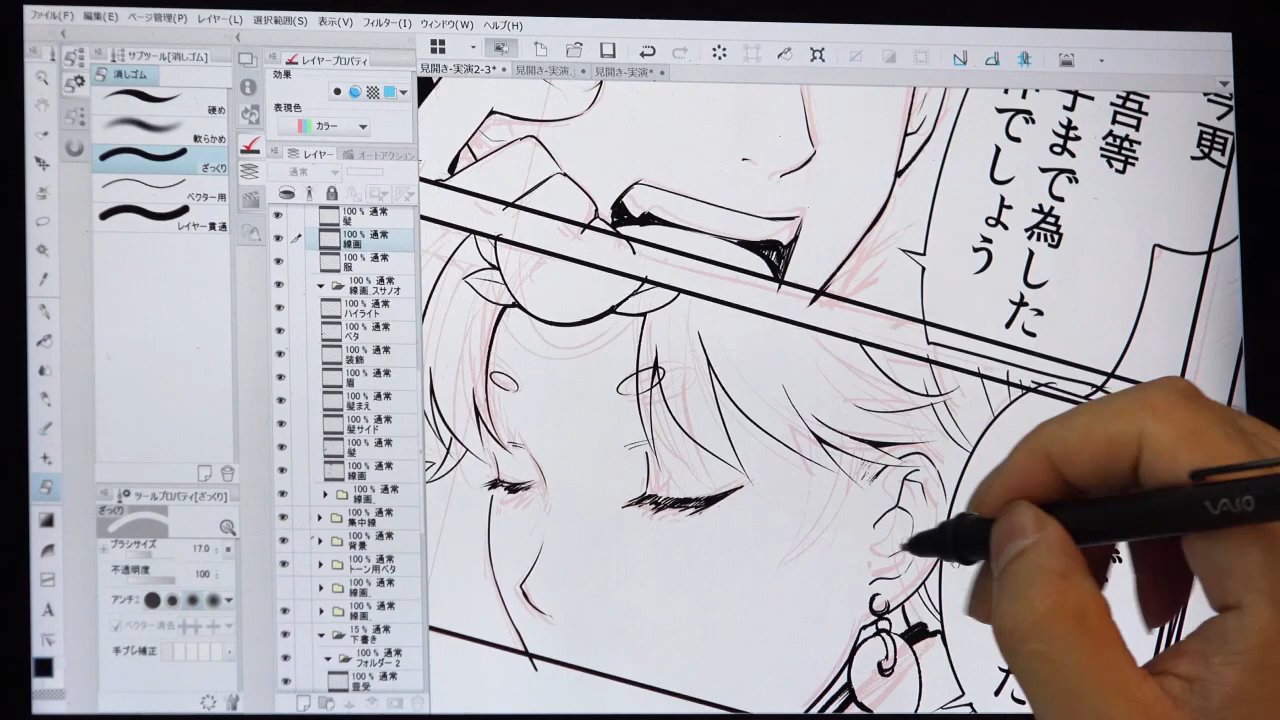 ファイル(F) 編集(E) ページ管理(P) レイヤー(L) 選択範囲(S) 表示(V) フィルター(I) ウィンドウ(W) ヘルプ(H)
サブツール[消しゴム]
消しゴム
硬め
軟らかめ
ざっくり
ベクター用
レイヤー貫通
ツールプロパティ[ざっくり]
ざっくり
ブラシサイズ 17.0
不透明度 100
アンチ
ベクター消去
手ブレ補正
レイヤープロパティ
効果
表現色
カラー
レイヤー オートアクション
通常
100 % 通常
髪
100 % 通常
線画
100 % 通常
服
100 % 通常
線画_スサノオ
100 % 通常
ハイライト
100 % 通常
ベタ
100 % 通常
装飾
100 % 通常
眉
100 % 通常
髪まえ
100 % 通常
髪サイド
100 % 通常
髪
100 % 通常
線画
100 % 通常
線画_
100 % 通常
集中線
100 % 通常
背景
100 % 通常
トーン用ベタ
100 % 通常
線画_
100 % 通常
線画_
15 % 通常
下書き
100 % 通常
フォルダー 2
100 % 通常
豊受
見開き-実演2-3* 見開き-実演. 見開き-実演*
今更
吾等
子まで為した
でしょう
た
VAIO